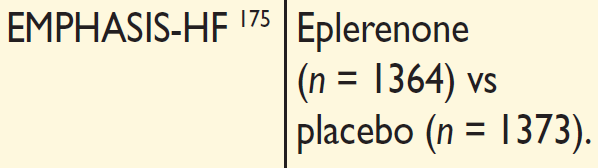 EMPHASIS-HF 175
Eplerenone
(n = 1364) vs
placebo (n = 1373).